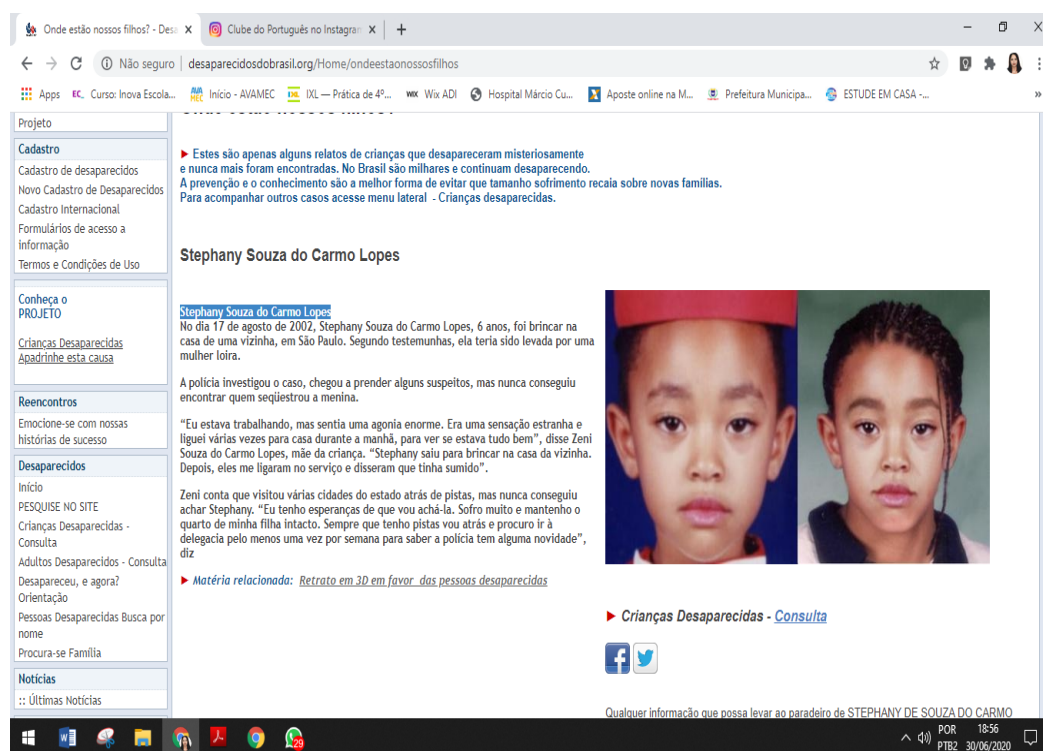 Onde estão nossos filhos? - Desa
Clube do Português no Instagram
Não seguro | desaparecidosdobrasil.org/Home/ondeestaonossosfilhos
Apps
Curso: Inova Escola...
Início - AVAMEC
IXL — Prática de 4º...
Wix ADI
Hospital Márcio Cu...
Aposte online na M...
Prefeitura Municipa...
ESTUDE EM CASA -...
Projeto
Cadastro
Cadastro de desaparecidos
Novo Cadastro de Desaparecidos
Cadastro Internacional
Formulários de acesso a
informação
Termos e Condições de Uso
Conheça o
PROJETO
Crianças Desaparecidas
Apadrinhe esta causa
Reencontros
Emocione-se com nossas
histórias de sucesso
Desaparecidos
Início
PESQUISE NO SITE
Crianças Desaparecidas -
Consulta
Adultos Desaparecidos - Consulta
Desapareceu, e agora?
Orientação
Pessoas Desaparecidas Busca por
nome
Procura-se Família
Notícias
:: Últimas Notícias
► Estes são apenas alguns relatos de crianças que desapareceram misteriosamente
e nunca mais foram encontradas. No Brasil são milhares e continuam desaparecendo.
A prevenção e o conhecimento são a melhor forma de evitar que tamanho sofrimento recaia sobre novas familias.
Para acompanhar outros casos acesse menu lateral - Crianças desaparecidas.
Stephany Souza do Carmo Lopes
Stephany Souza do Carmo Lopes
No dia 17 de agosto de 2002, Stephany Souza do Carmo Lopes, 6 anos, foi brincar na
casa de uma vizinha, em São Paulo. Segundo testemunhas, ela teria sido levada por uma
mulher loira.
A polícia investigou o caso, chegou a prender alguns suspeitos, mas nunca conseguiu
encontrar quem seqüestrou a menina.
“Eu estava trabalhando, mas sentia uma agonia enorme. Era uma sensação estranha e
liguei várias vezes para casa durante a manhã, para ver se estava tudo bem”, disse Zeni
Souza do Carmo Lopes, mãe da criança. “Stephany saiu para brincar na casa da vizinha.
Depois, eles me ligaram no serviço e disseram que tinha sumido”.
Zeni conta que visitou várias cidades do estado atrás de pistas, mas nunca conseguiu
achar Stephany. “Eu tenho esperanças de que vou achá-la. Sofro muito e mantenho o
quarto de minha filha intacto. Sempre que tenho pistas vou atrás e procuro ir à
delegacia pelo menos uma vez por semana para saber a polícia tem alguma novidade”,
diz
► Matéria relacionada: Retrato em 3D em favor das pessoas desaparecidas
► Crianças Desaparecidas - Consulta
Qualquer informação que possa levar ao paradeiro de STEPHANY DE SOUZA DO CARMO
29
POR
PTB2
18:56
30/06/2020